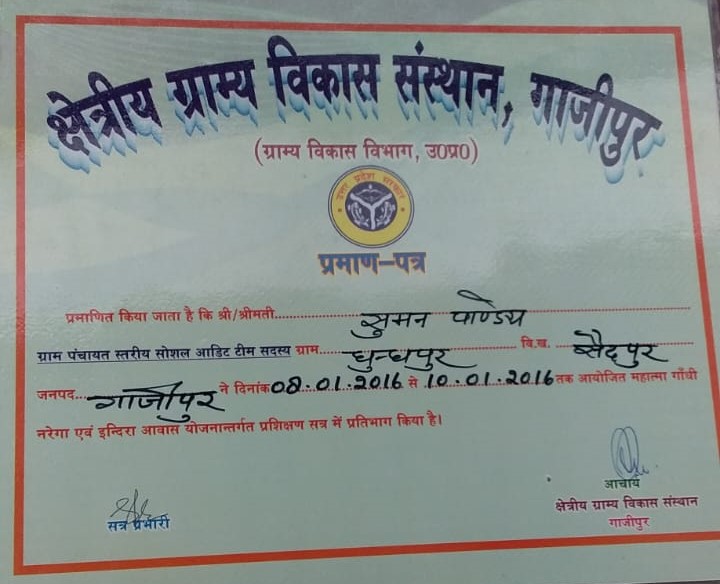 क्षेत्रीय ग्राम्य विकास संस्थान, गाजीपुर
(ग्राम्य विकास विभाग, उ0प्र0)
उत्तर प्रदेश सरकार
प्रमाण-पत्र
प्रमाणित किया जाता है कि श्री/श्रीमती सुमन पाण्डेय
ग्राम पंचायत स्तरीय सोशल आडिट टीम सदस्य ग्राम धुन्धपुर वि.ख. सैदपुर
जनपद गाजीपुर ने दिनांक 08.01.2016 से 10.01.2016 तक आयोजित महात्मा गाँधी
नरेगा एवं इन्दिरा आवास योजनान्तर्गत प्रशिक्षण सत्र में प्रतिभाग किया है।
सत्र प्रभारी
आचार्य
क्षेत्रीय ग्राम्य विकास संस्थान
गाजीपुर